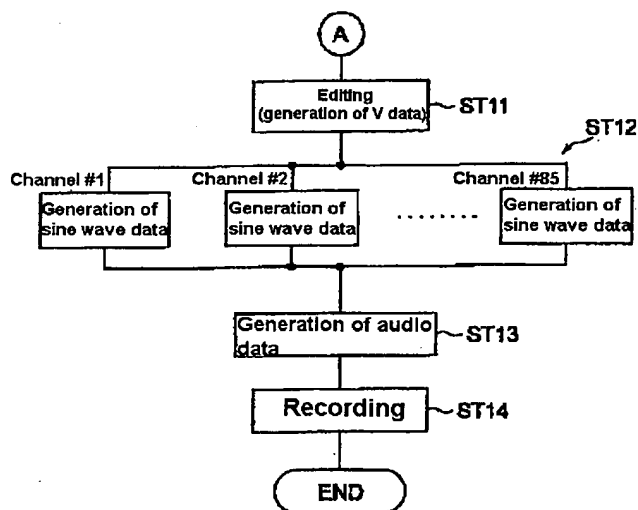 A
Editing
(generation of V data)
ST11
ST12
Channel #1
Channel #2
Channel #85
Generation of
sine wave data
Generation of
sine wave data
Generation of
sine wave data
Generation of audio
data
ST13
Recording
ST14
END